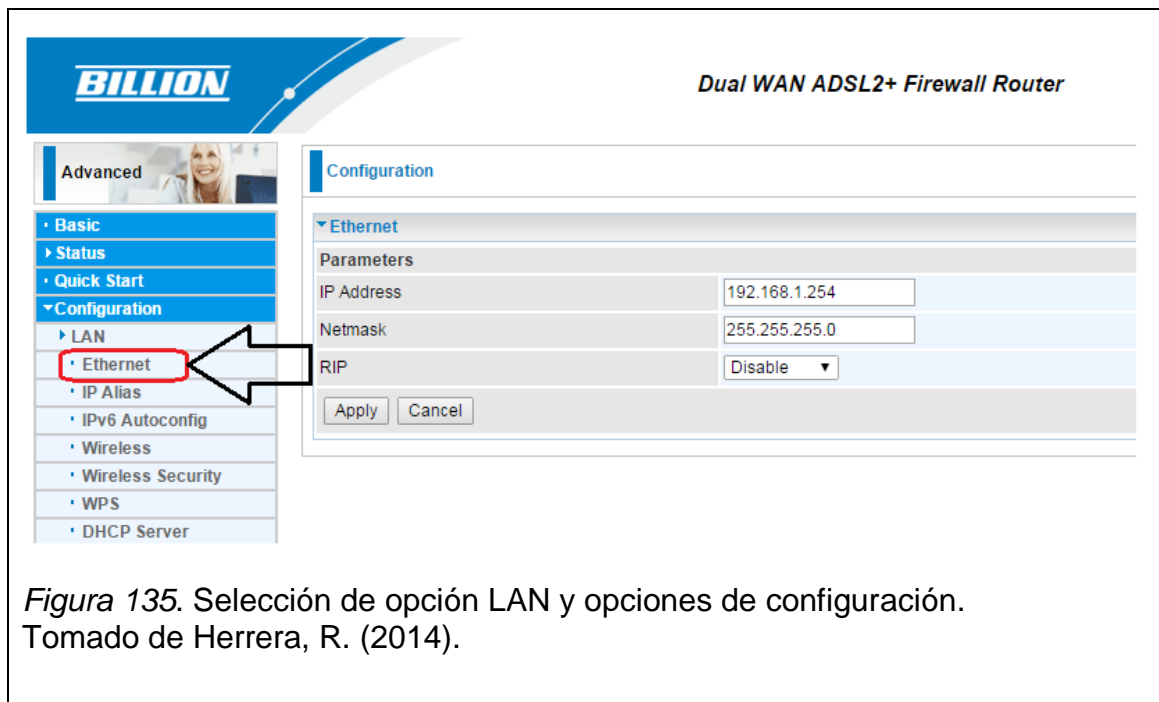 BILLION
Dual WAN ADSL2+ Firewall Router
Advanced
Basic
Status
Quick Start
Configuration
LAN
Ethernet
IP Alias
IPv6 Autoconfig
Wireless
Wireless Security
WPS
DHCP Server
Configuration
Ethernet
Parameters
IP Address 192.168.1.254
Netmask 255.255.255.0
RIP Disable
Apply Cancel
Figura 135. Selección de opción LAN y opciones de configuración.
Tomado de Herrera, R. (2014).